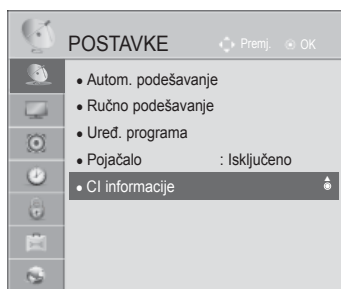 POSTAVKE Premj. OK
• Autom. podešavanje
• Ručno podešavanje
• Uređ. programa
• Pojačalo : Isključeno
• CI informacije